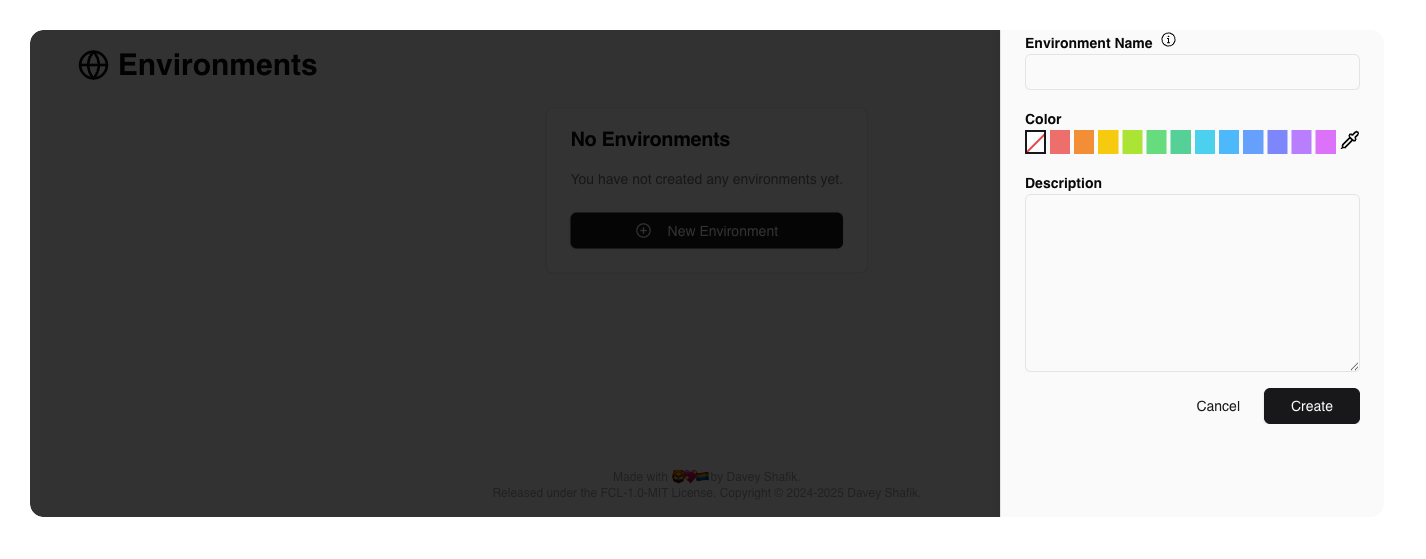 Environments
No Environments
You have not created any environments yet.
New Environment
Made with 🦁💖🏳️‍🌈 by Davey Shafik.
Released under the FCL-1.0-MIT License. Copyright © 2024-2025 Davey Shafik.
Environment Name
Color
Description
Cancel
Create